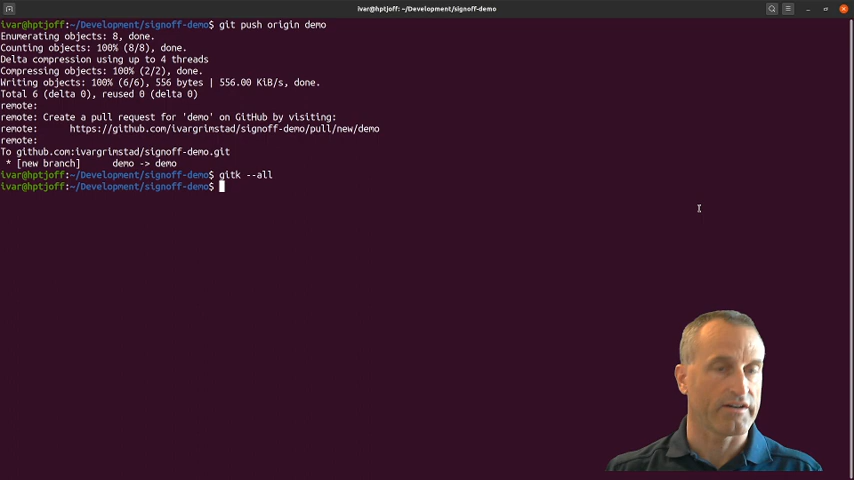 ivar@hptjoff: ~/Development/signoff-demo
ivar@hptjoff:~/Development/signoff-demo$ git push origin demo
Enumerating objects: 8, done.
Counting objects: 100% (8/8), done.
Delta compression using up to 4 threads
Compressing objects: 100% (2/2), done.
Writing objects: 100% (6/6), 556 bytes | 556.00 KiB/s, done.
Total 6 (delta 0), reused 0 (delta 0)
remote:
remote: Create a pull request for 'demo' on GitHub by visiting:
remote:      https://github.com/ivargrimstad/signoff-demo/pull/new/demo
remote:
To github.com:ivargrimstad/signoff-demo.git
 * [new branch]      demo -> demo
ivar@hptjoff:~/Development/signoff-demo$ gitk --all
ivar@hptjoff:~/Development/signoff-demo$